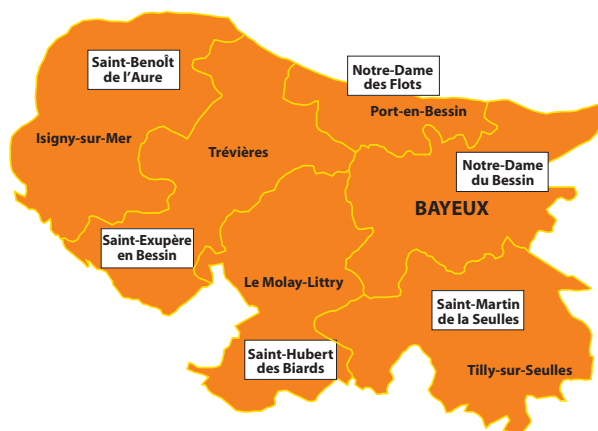 Saint-BenoÎt
de l'Aure
Notre-Dame
des Flots
Port-en-Bessin
Isigny-sur-Mer
Trévières
Notre-Dame
du Bessin
BAYEUX
Saint-Exupère
en Bessin
Le Molay-Littry
Saint-Martin
de la Seulles
Saint-Hubert
des Biards
Tilly-sur-Seulles